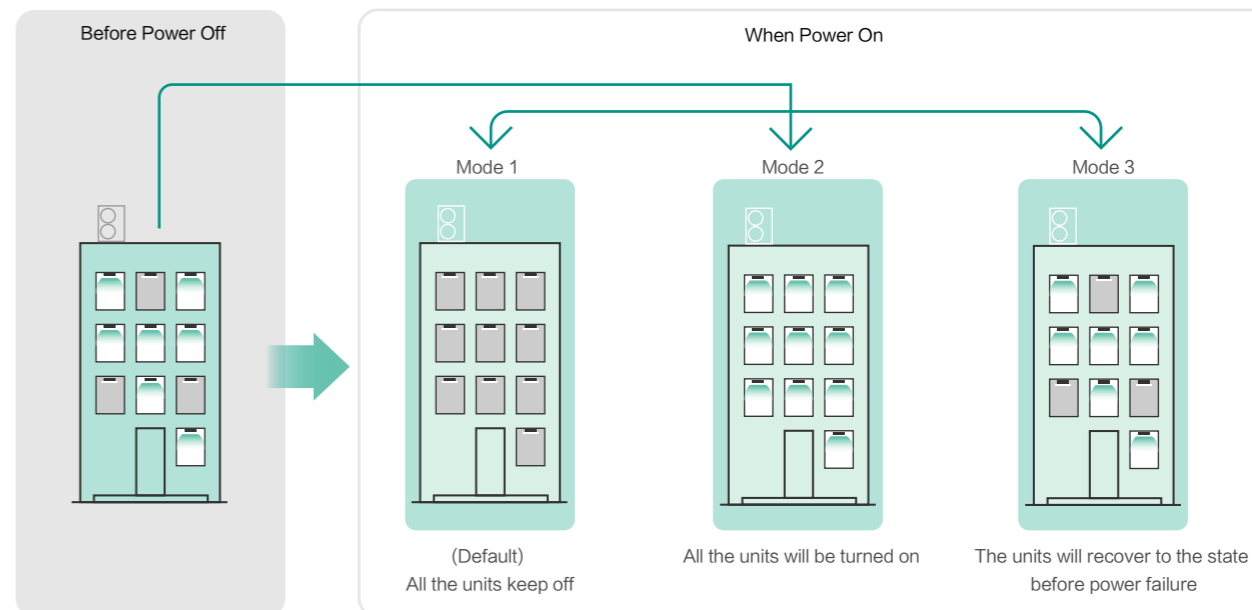 Before Power Off
When Power On
Mode 1
Mode 2
Mode 3
(Default)
All the units keep off
All the units will be turned on
The units will recover to the state
before power failure